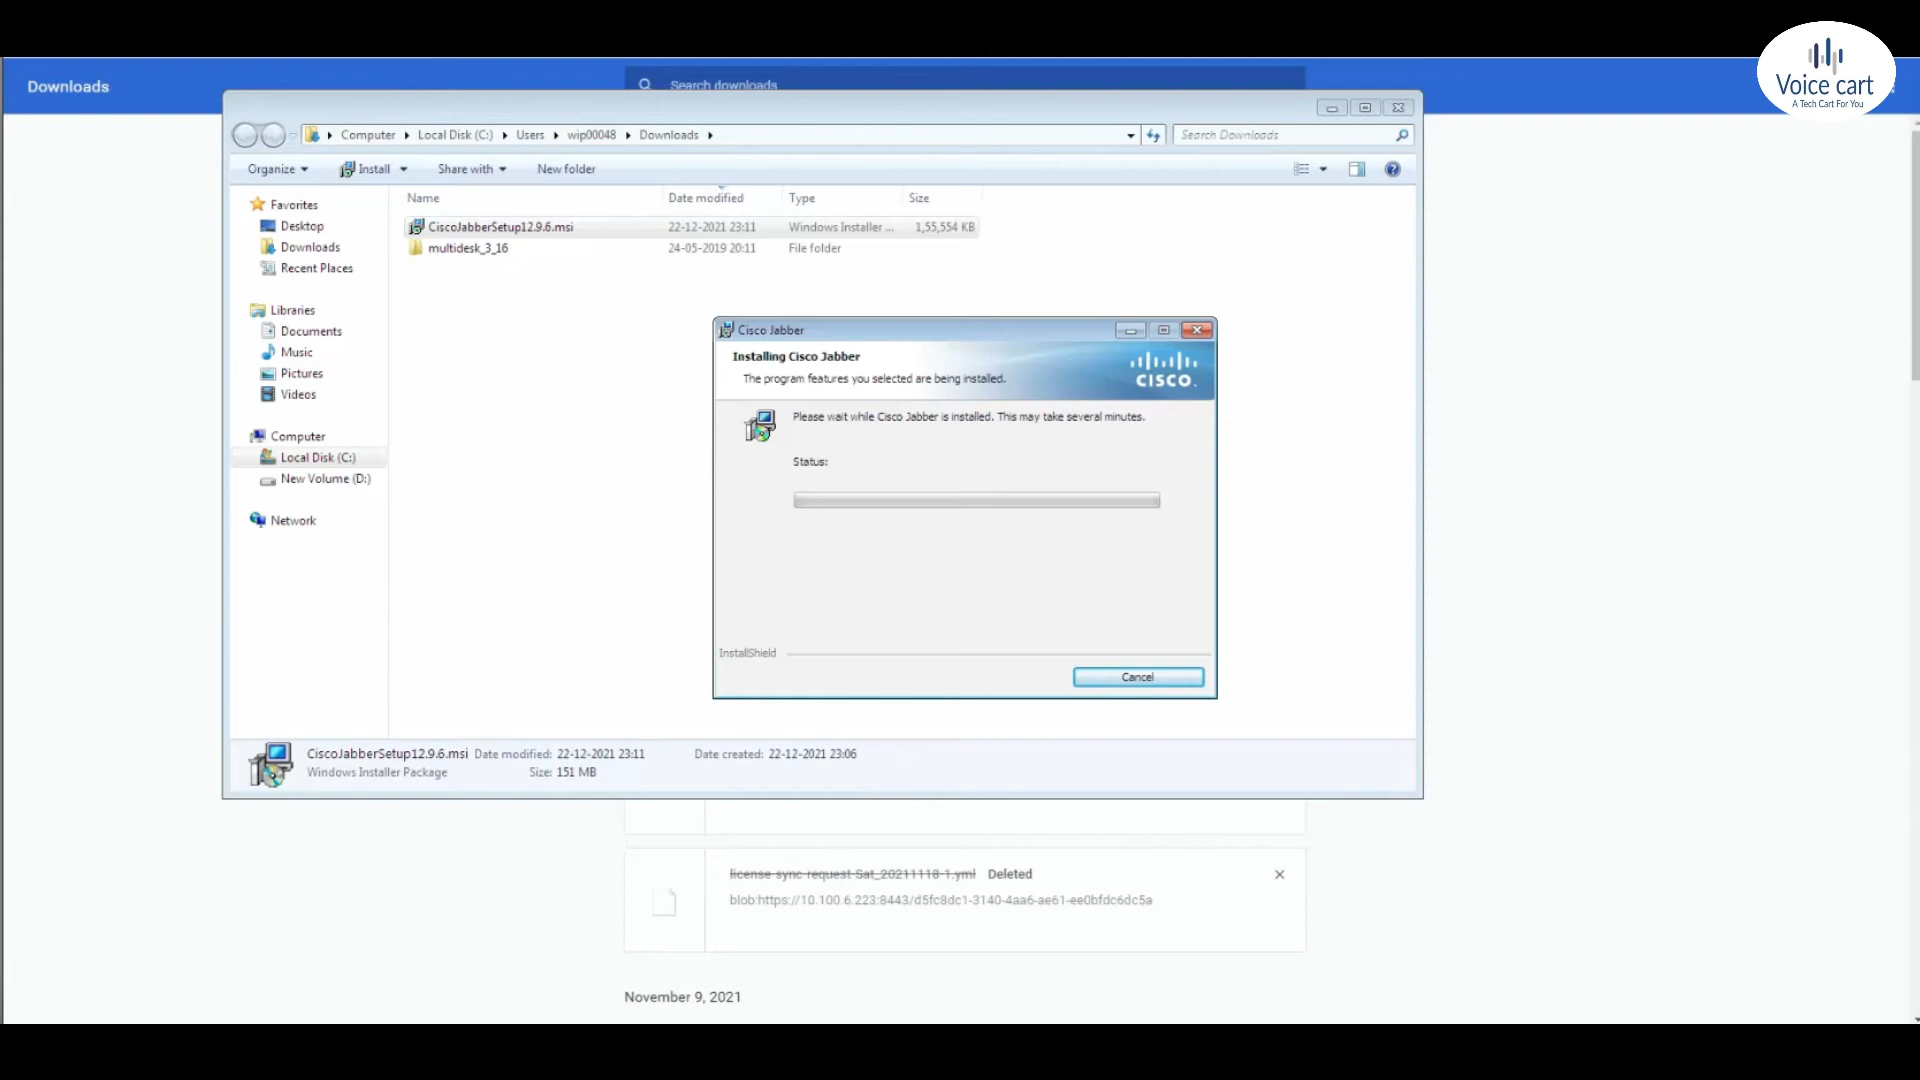 Voice cart
A Tech Cart For You
Downloads
Search downloads
Computer Local Disk (C:) Users wip00048 Downloads
Search Downloads
Organize Install Share with New folder
Name Date modified Type Size
CiscoJabberSetup12.9.6.msi 22-12-2021 23:11 Windows Installer ... 1,55,554 KB
multidesk_3_16 24-05-2019 20:11 File folder
Favorites
Desktop
Downloads
Recent Places
Libraries
Documents
Music
Pictures
Videos
Computer
Local Disk (C:)
New Volume (D:)
Network
Cisco Jabber
Installing Cisco Jabber
The program features you selected are being installed.
CISCO.
Please wait while Cisco Jabber is installed. This may take several minutes.
Status:
InstallShield
Cancel
CiscoJabberSetup12.9.6.msi Date modified: 22-12-2021 23:11 Date created: 22-12-2021 23:06
Windows Installer Package Size: 151 MB
license-sync-request-Sat_20211118-1.yml Deleted
blob:https://10.100.6.223:8443/d5fc8dc1-3140-4aa6-ae61-ee0bfdc6dc5a
November 9, 2021